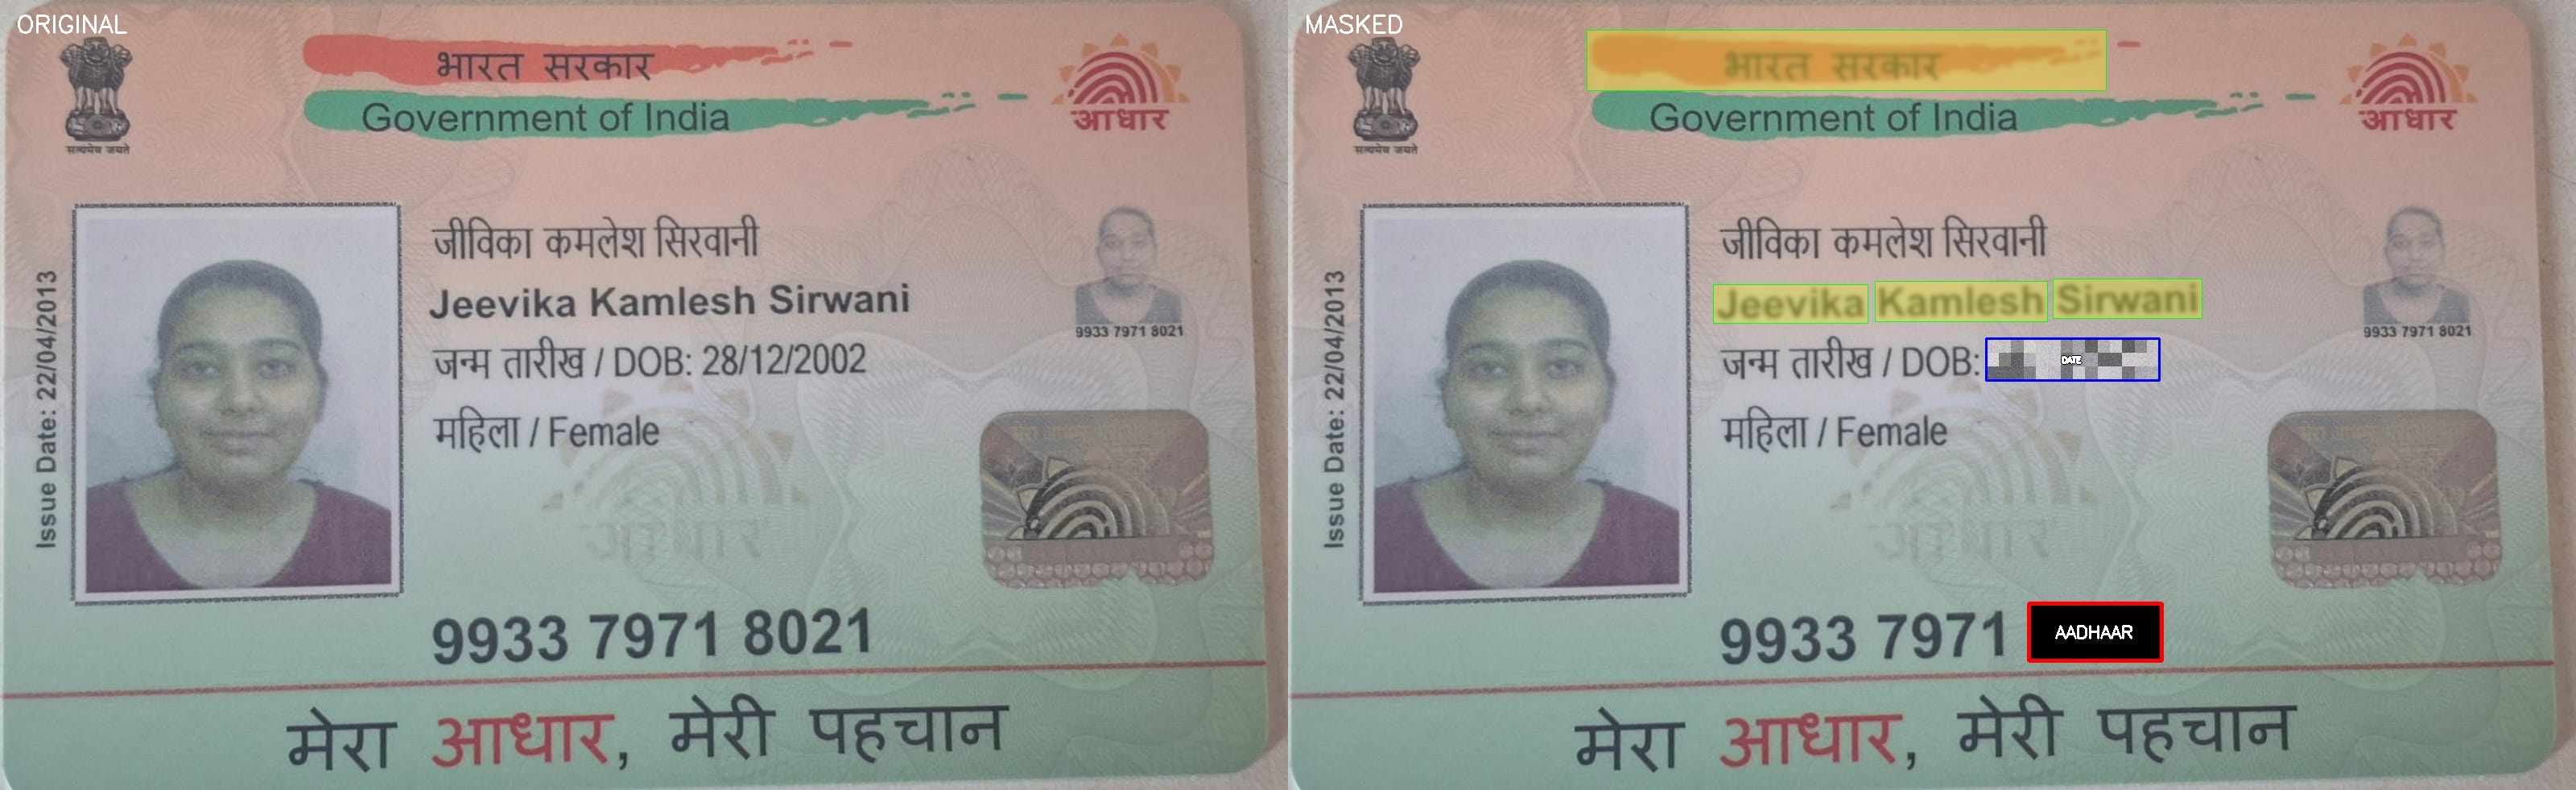 ORIGINAL
भारत सरकार
Government of India
आधार
सत्यमेव जयते
जीविका कमलेश सिरवानी
Jeevika Kamlesh Sirwani
9933 7971 8021
जन्म तारीख / DOB: 28/12/2002
महिला / Female
Issue Date: 22/04/2013
आधार
9933 7971 8021
मेरा आधार, मेरी पहचान
MASKED
भारत सरकार
Government of India
आधार
सत्यमेव जयते
जीविका कमलेश सिरवानी
Jeevika Kamlesh Sirwani
9933 7971 8021
जन्म तारीख / DOB: DATE
महिला / Female
Issue Date: 22/04/2013
आधार
9933 7971 AADHAAR
मेरा आधार, मेरी पहचान